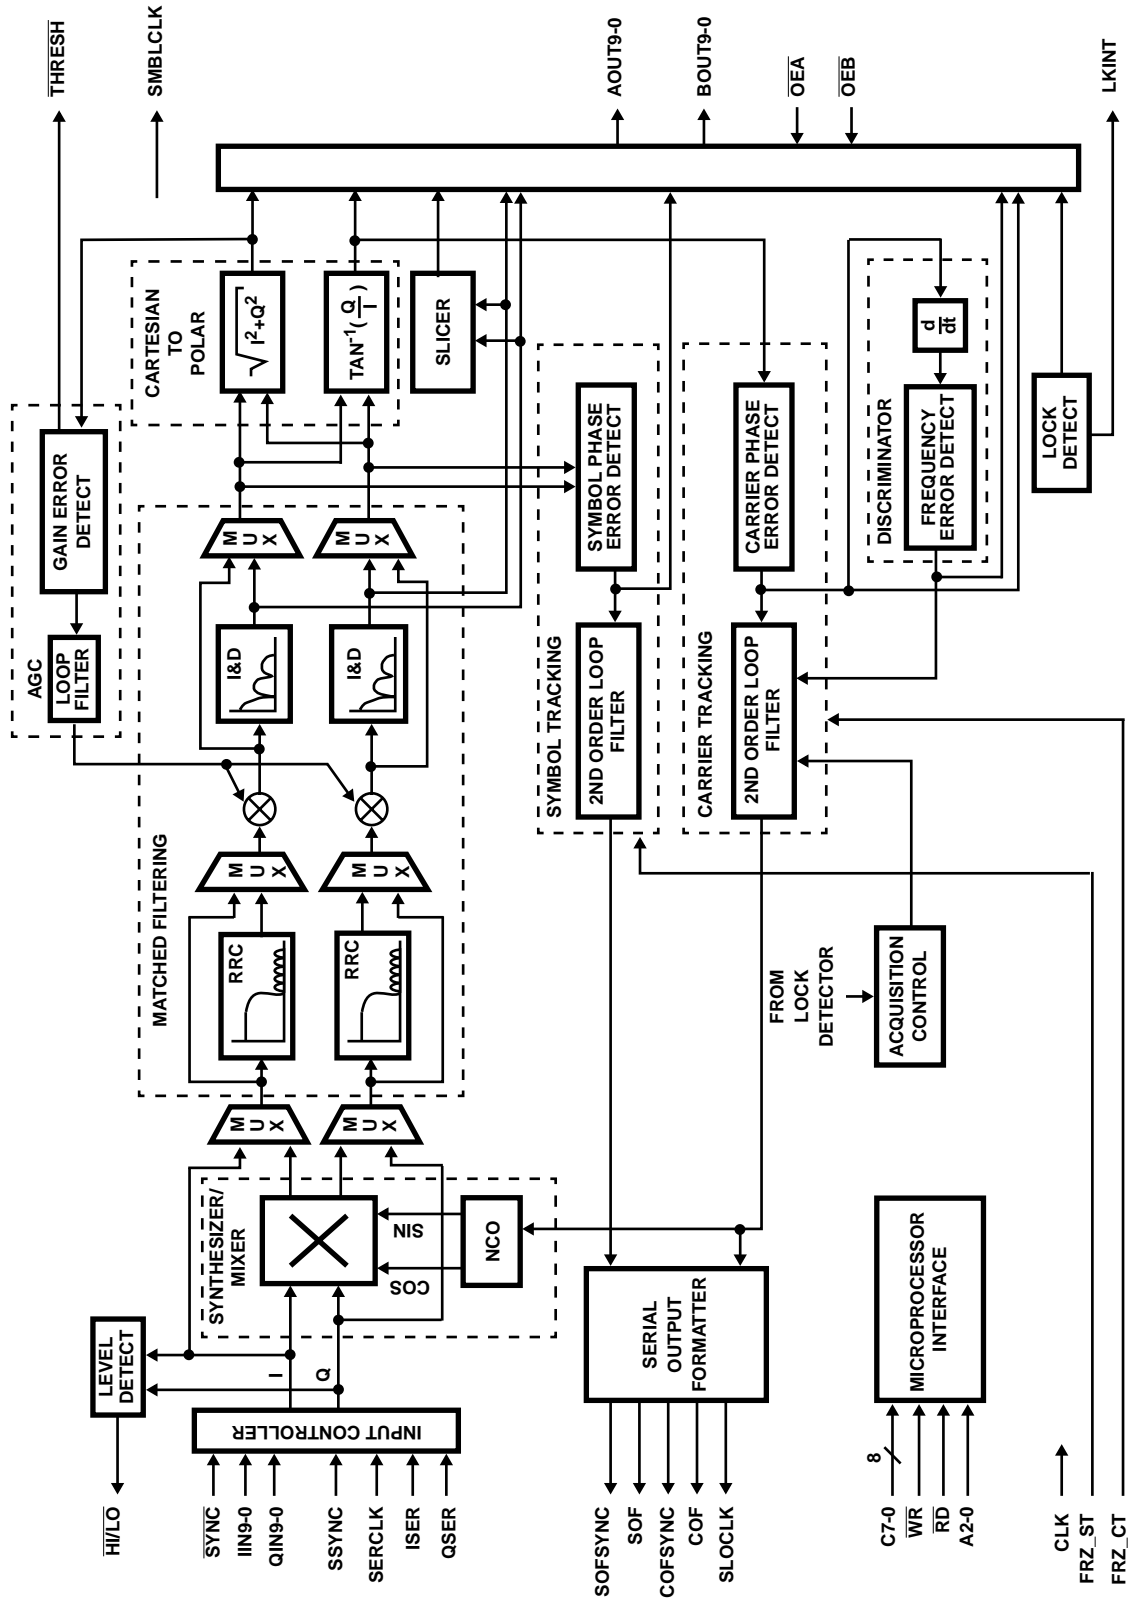 HI/LO
SYNC
IIN9-0
QIN9-0
SSYNC
SERCLK
ISER
QSER
LEVEL
DETECT
INPUT CONTROLLER
I
Q
SYNTHESIZER/
MIXER
COS
SIN
NCO
MUX
MUX
MATCHED FILTERING
RRC
RRC
MUX
MUX
I&D
I&D
MUX
MUX
AGC
LOOP
FILTER
GAIN ERROR
DETECT
CARTESIAN
TO
POLAR
√I²+Q²
TAN⁻¹(Q/I)
SLICER
THRESH
SMBLCLK
AOUT9-0
BOUT9-0
OEA
OEB
LKINT
SYMBOL TRACKING
2ND ORDER LOOP
FILTER
SYMBOL PHASE
ERROR DETECT
CARRIER TRACKING
2ND ORDER LOOP
FILTER
CARRIER PHASE
ERROR DETECT
DISCRIMINATOR
FREQUENCY
ERROR DETECT
d/dt
LOCK
DETECT
FROM
LOCK
DETECTOR
ACQUISITION
CONTROL
SERIAL
OUTPUT
FORMATTER
SOFSYNC
SOF
COFSYNC
COF
SLOCLK
MICROPROCESSOR
INTERFACE
8
C7-0
WR
RD
A2-0
CLK
FRZ_ST
FRZ_CT